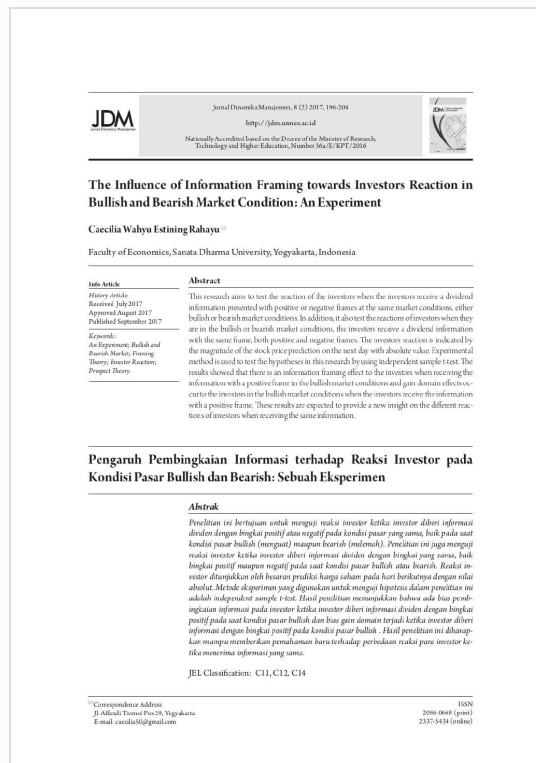 JDM
Jurnal Dinamika Manajemen
Jurnal Dinamika Manajemen, 8 (2) 2017, 196-204
http://jdm.unnes.ac.id
Nationally Accredited based on the Decree of the Minister of Research,
Technology and Higher Education, Number 36a/E/KPT/2016
JDM
The Influence of Information Framing towards Investors Reaction in
Bullish and Bearish Market Condition: An Experiment
Caecilia Wahyu Estining Rahayu
Faculty of Economics, Sanata Dharma University, Yogyakarta, Indonesia
Info Article
History Article:
Received July 2017
Approved August 2017
Published September 2017
Keywords:
An Experiment; Bullish and
Bearish Market; Framing
Theory; Investor Reaction;
Prospect Theory.
Abstract
This research aims to test the reaction of the investors when the investors receive a dividend
information presented with positive or negative frames at the same market conditions, either
bullish or bearish market conditions. In addition, it also test the reactions of investors when they
are in the bullish or bearish market conditions, the investors receive a dividend information
with the same frame, both positive and negative frames. The investors reaction is indicated by
the magnitude of the stock price prediction on the next day with absolute value. Experimental
method is used to test the hypotheses in this research by using independent sample t-test. The
results showed that there is an information framing effect to the investors when receiving the
information with a positive frame in the bullish market conditions and gain domain effects oc-
cur to the investors in the bullish market conditions when the investors receive the information
with a positive frame. These results are expected to provide a new insight on the different reac-
tions of investors when receiving the same information.
Pengaruh Pembingkaian Informasi terhadap Reaksi Investor pada
Kondisi Pasar Bullish dan Bearish: Sebuah Eksperimen
Abstrak
Penelitian ini bertujuan untuk menguji reaksi investor ketika investor diberi informasi
dividen dengan bingkai positif atau negatif pada kondisi pasar yang sama, baik pada saat
kondisi pasar bullish (menguat) maupun bearish (melemah). Penelitian ini juga menguji
reaksi investor ketika investor diberi informasi dividen dengan bingkai yang sama, baik
bingkai positif maupun negatif pada saat kondisi pasar bullish atau bearish. Reaksi in-
vestor ditunjukkan oleh besaran prediksi harga saham pada hari berikutnya dengan nilai
absolut. Metode eksperimen yang digunakan untuk menguji hipotesis dalam penelitian ini
adalah independent sample t-test. Hasil penelitian menunjukkan bahwa ada bias pemb-
ingkaian informasi pada investor ketika investor diberi informasi dividen dengan bingkai
positif pada saat kondisi pasar bullish dan bias gain domain terjadi ketika investor diberi
informasi dengan bingkai positif pada kondisi pasar bullish . Hasil penelitian ini diharap-
kan mampu memberikan pemahaman baru terhadap perbedaan reaksi para investor ke-
tika menerima informasi yang sama.
JEL Classification: C11, C12, C14
Correspondence Address
Jl. Affandi Tromol Pos 29, Yogyakarta
E-mail: caecilia50@gmail.com
ISSN
2086-0668 (print)
2337-5434 (online)